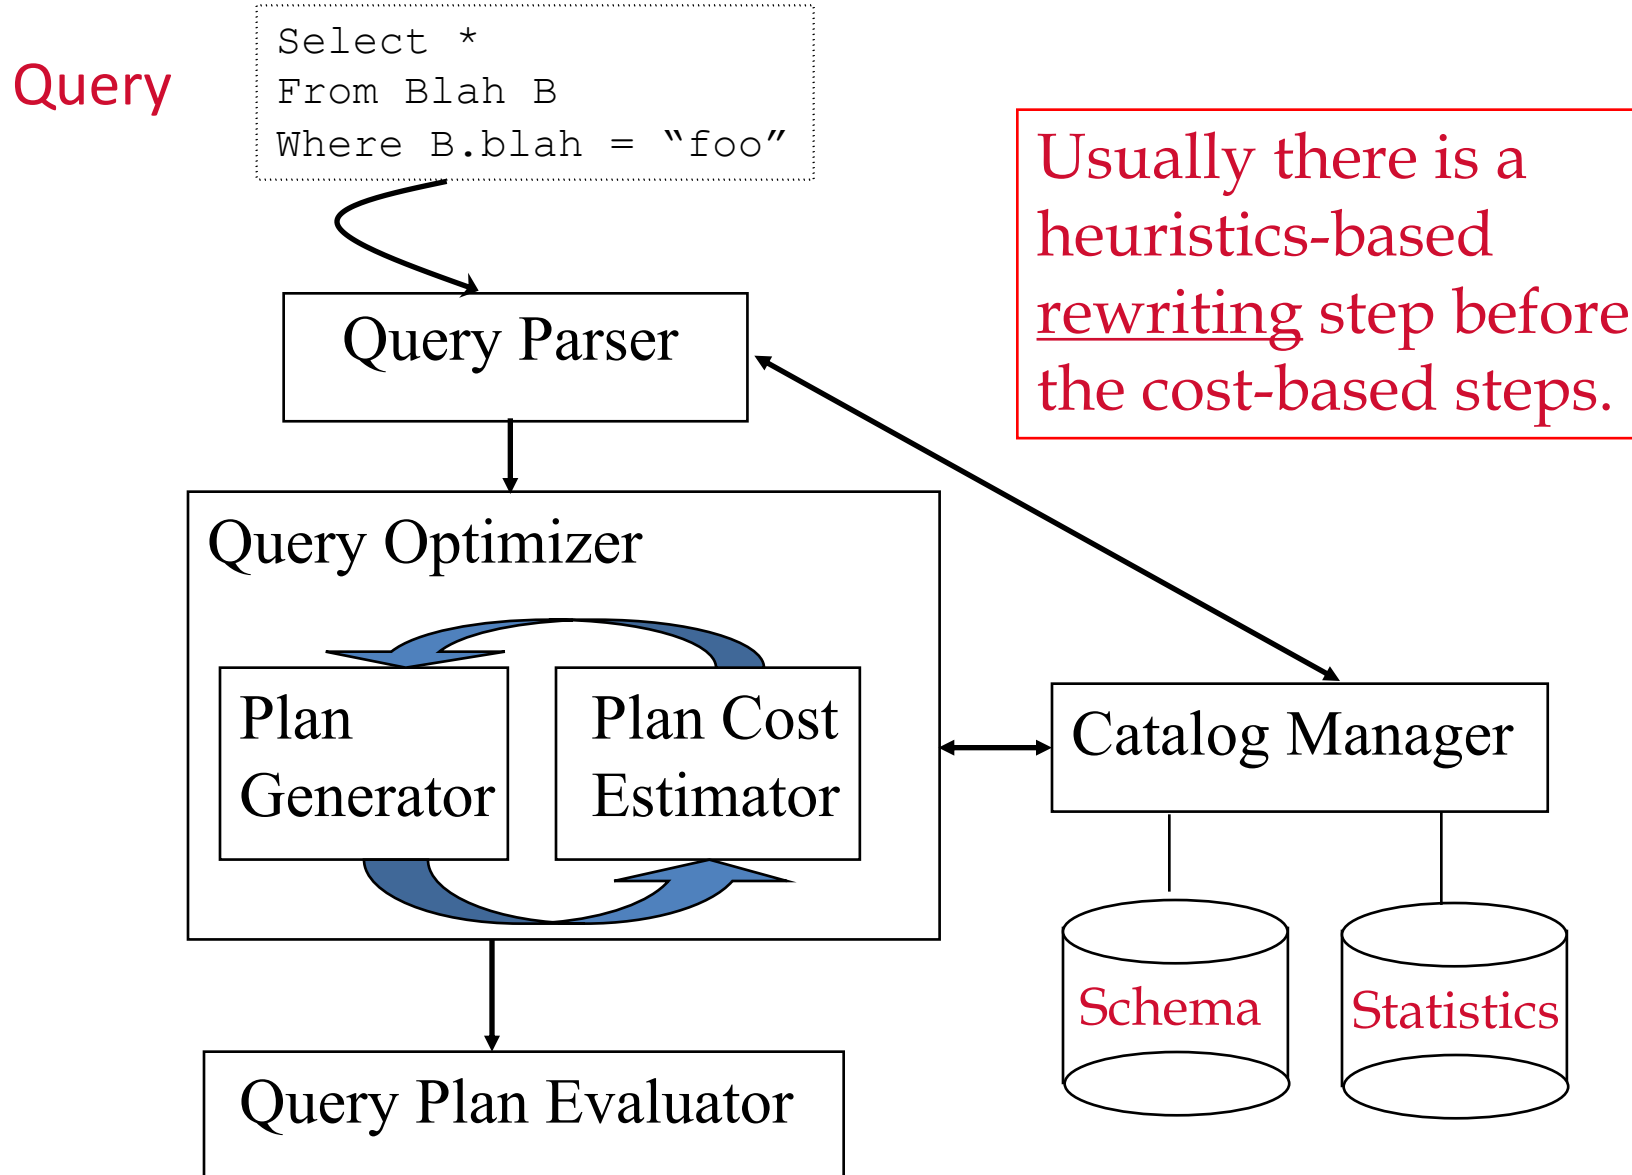 Query
Select *
From Blah B
Where B.blah = “foo”
Usually there is a
heuristics-based
rewriting step before
the cost-based steps.
Query Parser
Query Optimizer
Plan
Generator
Plan Cost
Estimator
Catalog Manager
Schema
Statistics
Query Plan Evaluator